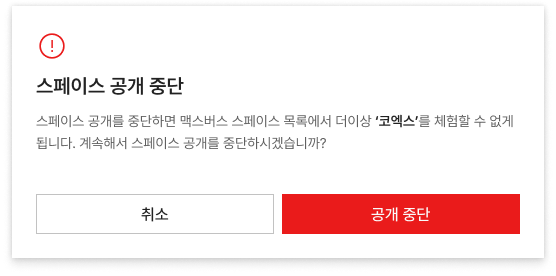 스페이스 공개 중단
스페이스 공개를 중단하면 맥스버스 스페이스 목록에서 더이상 ‘코엑스’를 체험할 수 없게
됩니다. 계속해서 스페이스 공개를 중단하시겠습니까?
취소
공개 중단